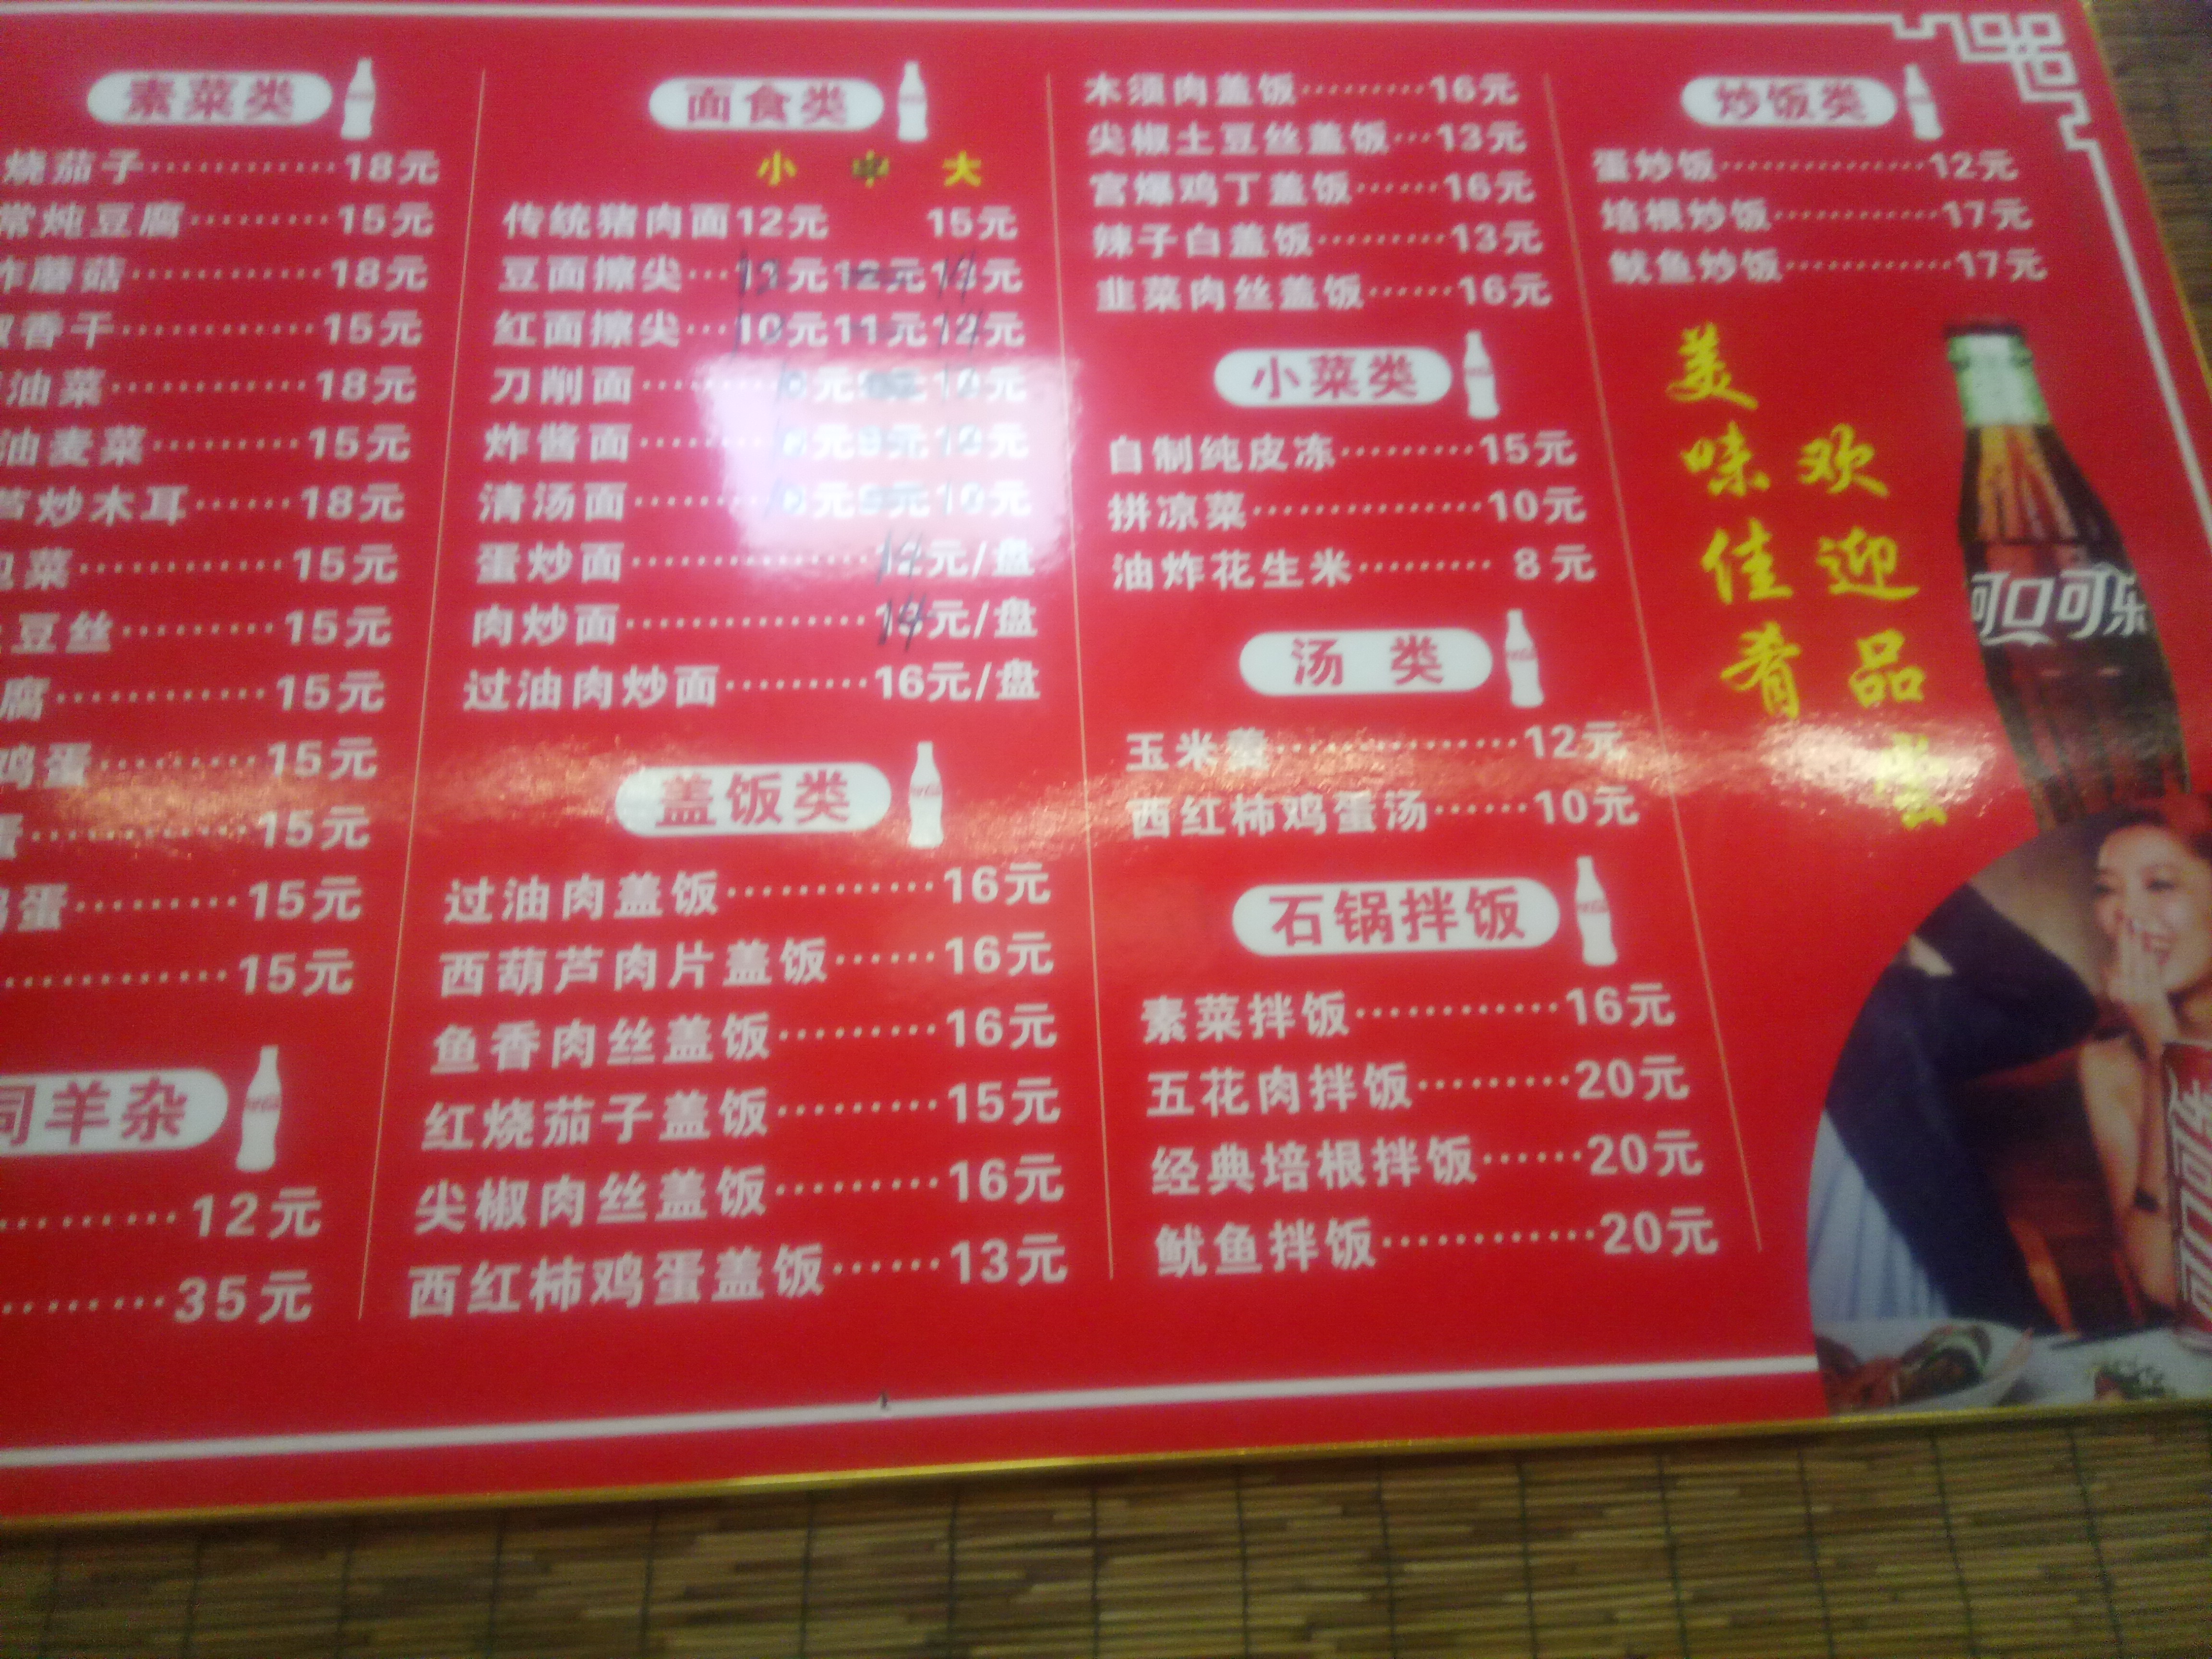 素菜类
烧茄子·············18元
常炖豆腐·········15元
炸蘑菇············18元
香干·············15元
油菜·············18元
油麦菜·········15元
芦炒木耳······18元
包菜············15元
豆丝·········15元
腐············15元
鸡蛋·········15元
蛋············15元
鸡蛋·········15元
············15元
羊杂
·········12元
·········35元
面食类
小 中 大
传统猪肉面12元 15元
豆面擦尖···
红面擦尖···
刀削面······
炸酱面······
清汤面······
蛋炒面············元/盘
肉炒面············14元/盘
过油肉炒面·········16元/盘
盖饭类
过油肉盖饭············16元
西葫芦肉片盖饭······16元
鱼香肉丝盖饭·········16元
红烧茄子盖饭·········15元
尖椒肉丝盖饭·········16元
西红柿鸡蛋盖饭······13元
木须肉盖饭·········16元
尖椒土豆丝盖饭···13元
宫爆鸡丁盖饭······16元
辣子白盖饭·········13元
韭菜肉丝盖饭······16元
小菜类
自制纯皮冻·········15元
拼凉菜···············10元
油炸花生米·········8元
汤 类
玉米羹···············12元
西红柿鸡蛋汤······10元
石锅拌饭
素菜拌饭············16元
五花肉拌饭·········20元
经典培根拌饭······20元
鱿鱼拌饭············20元
炒饭类
蛋炒饭···············12元
培根炒饭············17元
鱿鱼炒饭············17元
欢迎品尝
美味佳肴
可口可乐